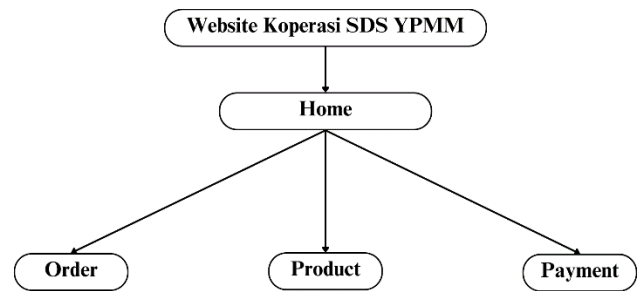 Website Koperasi SDS YPMM
Home
Order
Product
Payment